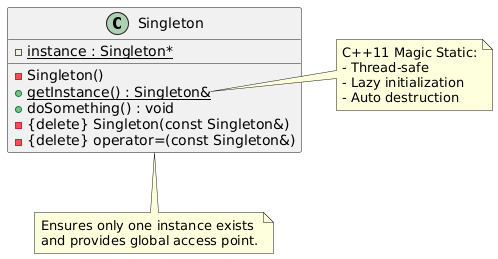 C Singleton
instance : Singleton*
Singleton()
getInstance() : Singleton&
doSomething() : void
{delete} Singleton(const Singleton&)
{delete} operator=(const Singleton&)
C++11 Magic Static:
- Thread-safe
- Lazy initialization
- Auto destruction
Ensures only one instance exists
and provides global access point.